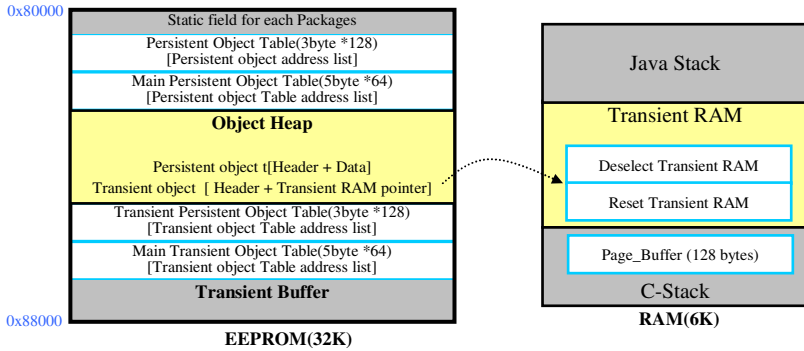 0x80000
Static field for each Packages
Persistent Object Table(3byte *128)
[Persistent object address list]
Main Persistent Object Table(5byte *64)
[Persistent object Table address list]
Object Heap
Persistent object t[Header + Data]
Transient object [ Header + Transient RAM pointer]
Transient Persistent Object Table(3byte *128)
[Transient object address list]
Main Transient Object Table(5byte *64)
[Transient object Table address list]
Transient Buffer
0x88000
EEPROM(32K)
Java Stack
Transient RAM
Deselect Transient RAM
Reset Transient RAM
Page_Buffer (128 bytes)
C-Stack
RAM(6K)